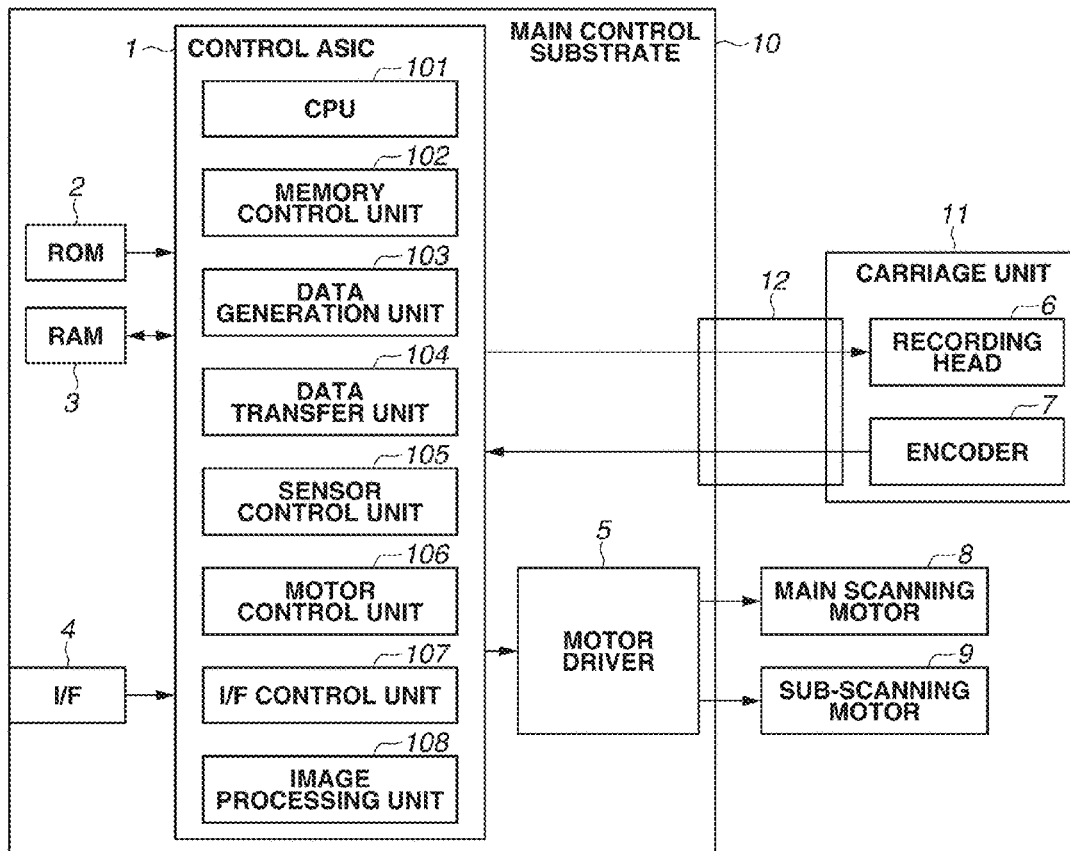 1
CONTROL ASIC
MAIN CONTROL
SUBSTRATE
10
101
CPU
102
MEMORY
CONTROL UNIT
2
ROM
103
DATA
GENERATION UNIT
RAM
3
104
DATA
TRANSFER UNIT
105
SENSOR
CONTROL UNIT
106
MOTOR
CONTROL UNIT
4
I/F
107
I/F CONTROL UNIT
108
IMAGE
PROCESSING UNIT
11
CARRIAGE UNIT
12
6
RECORDING
HEAD
7
ENCODER
5
MOTOR
DRIVER
8
MAIN SCANNING
MOTOR
9
SUB-SCANNING
MOTOR